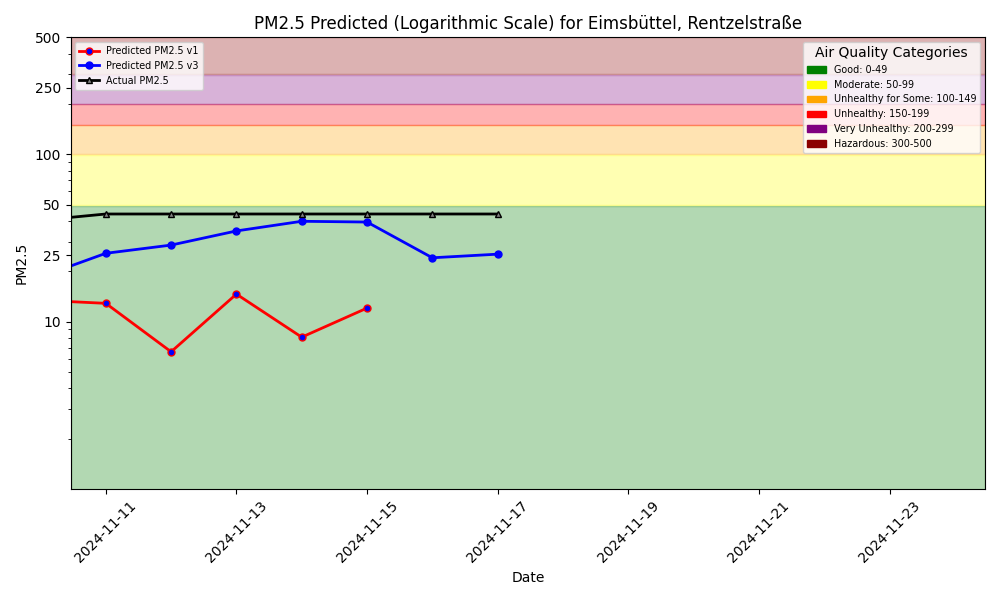 PM2.5 Predicted (Logarithmic Scale) for Eimsbüttel, Rentzelstraße
Predicted PM2.5 v1
Predicted PM2.5 v3
Actual PM2.5
Air Quality Categories
Good: 0-49
Moderate: 50-99
Unhealthy for Some: 100-149
Unhealthy: 150-199
Very Unhealthy: 200-299
Hazardous: 300-500
500
250
100
50
25
10
PM2.5
2024-11-11
2024-11-13
2024-11-15
2024-11-17
2024-11-19
2024-11-21
2024-11-23
Date